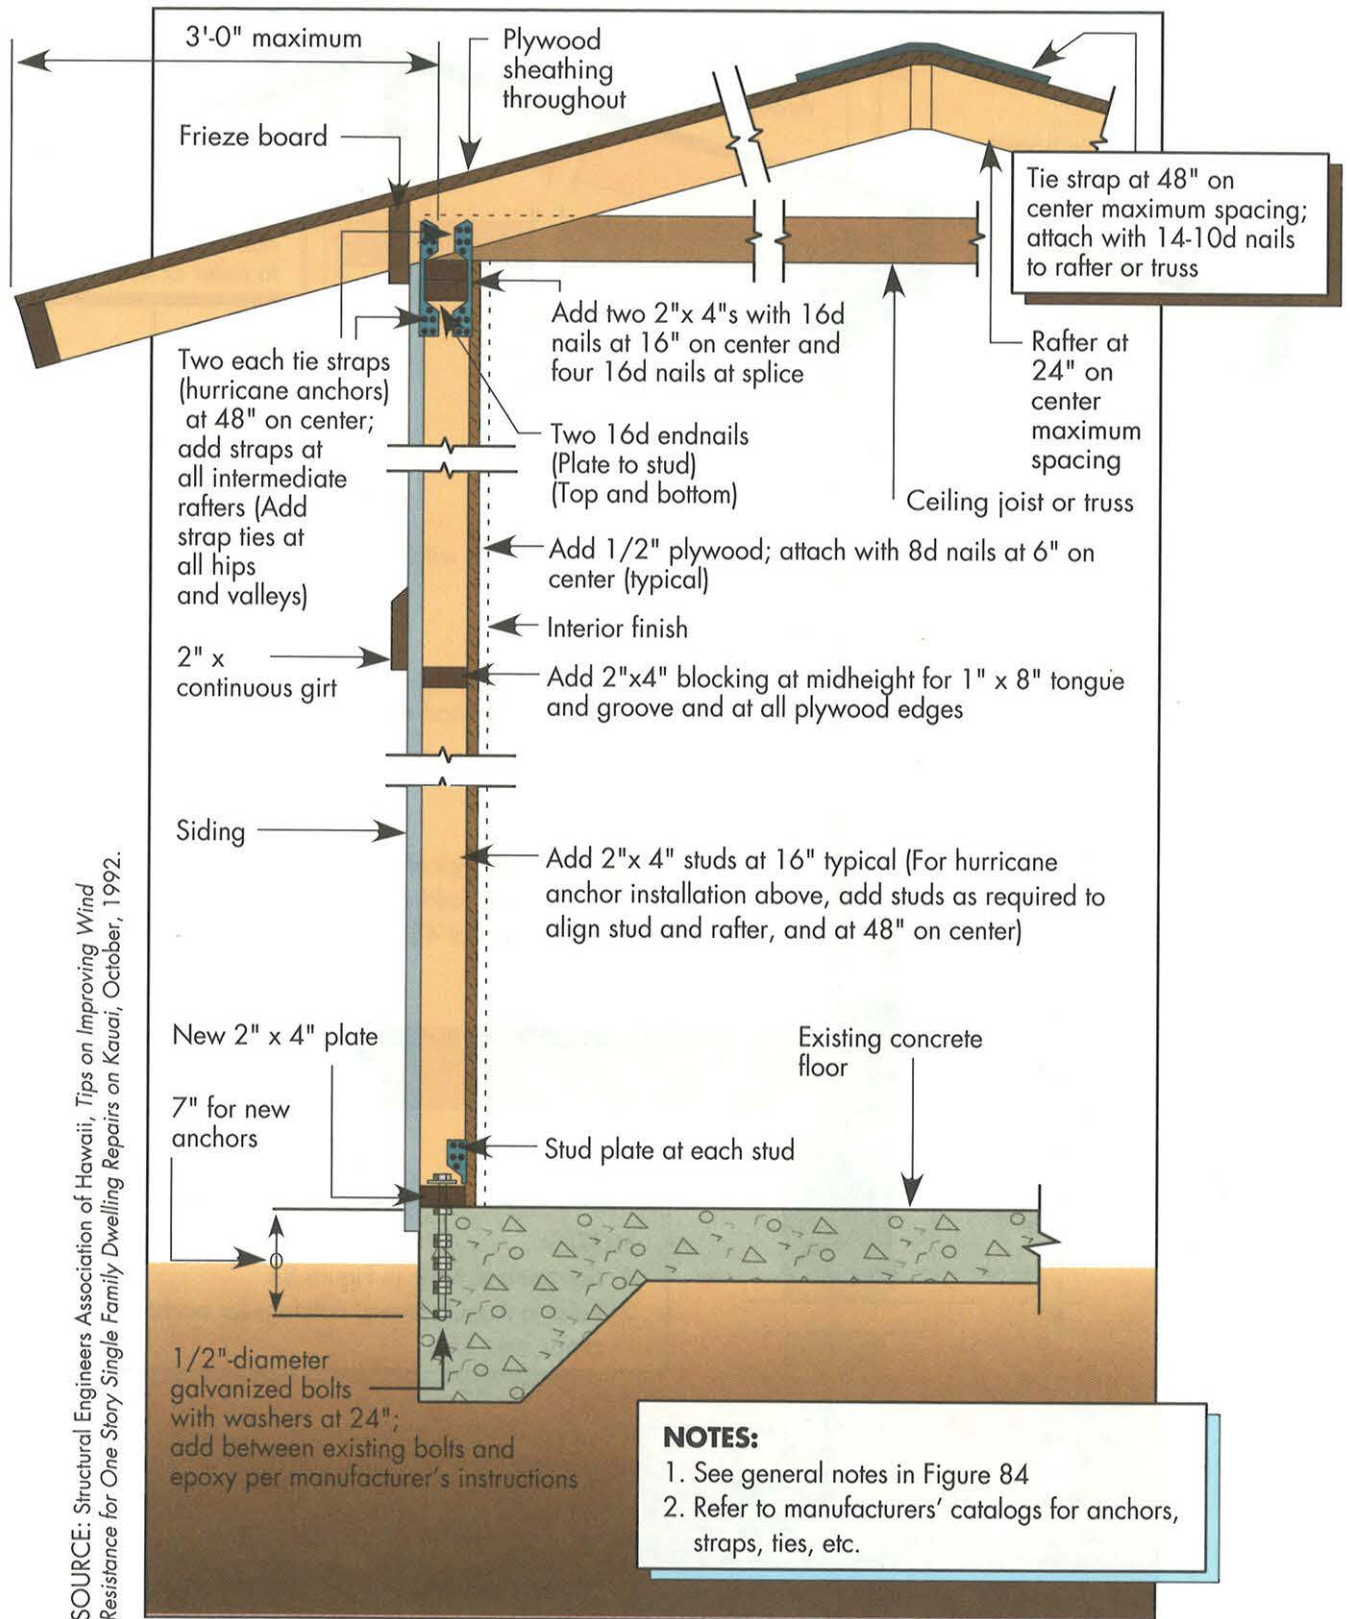 3'-0" maximum
Plywood
sheathing
throughout
Frieze board
Tie strap at 48" on
center maximum spacing;
attach with 14-10d nails
to rafter or truss
Add two 2"x 4"s with 16d
nails at 16" on center and
four 16d nails at splice
Rafter at
24" on
center
maximum
spacing
Two each tie straps
(hurricane anchors)
at 48" on center;
add straps at
all intermediate
rafters (Add
strap ties at
all hips
and valleys)
Two 16d endnails
(Plate to stud)
(Top and bottom)
Ceiling joist or truss
Add 1/2" plywood; attach with 8d nails at 6" on
center (typical)
Interior finish
2" x
continuous girt
Add 2"x4" blocking at midheight for 1" x 8" tongue
and groove and at all plywood edges
Siding
Add 2"x 4" studs at 16" typical (For hurricane
anchor installation above, add studs as required to
align stud and rafter, and at 48" on center)
New 2" x 4" plate
Existing concrete
floor
7" for new
anchors
Stud plate at each stud
1/2"-diameter
galvanized bolts
with washers at 24";
add between existing bolts and
epoxy per manufacturer's instructions
NOTES:
1. See general notes in Figure 84
2. Refer to manufacturers' catalogs for anchors,
straps, ties, etc.
SOURCE: Structural Engineers Association of Hawaii, Tips on Improving Wind
Resistance for One Story Single Family Dwelling Repairs on Kauai, October, 1992.